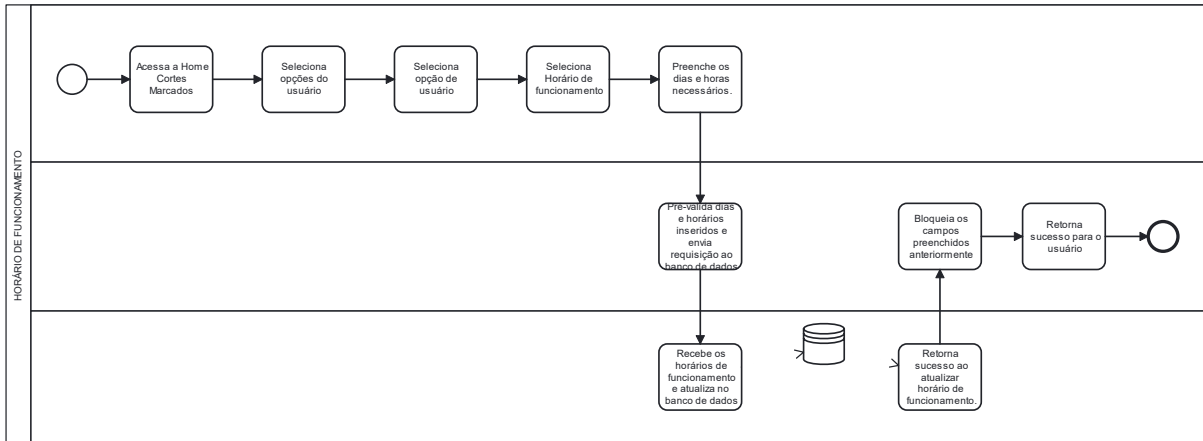 HORÁRIO DE FUNCIONAMENTO
Acessa a Home
Cortes
Marcados
Seleciona
opções do
usuário
Seleciona
opção de
usuário
Seleciona
Horário de
funcionamento
Preenche os
dias e horas
necessários.
Pré-valida dias
e horários
inseridos e
envia
requisição ao
banco de dados
Bloqueia os
campos
preenchidos
anteriormente
Retorna
sucesso para o
usuário
Recebe os
horários de
funcionamento
e atualiza no
banco de dados
Retorna
sucesso ao
atualizar
horário de
funcionamento.